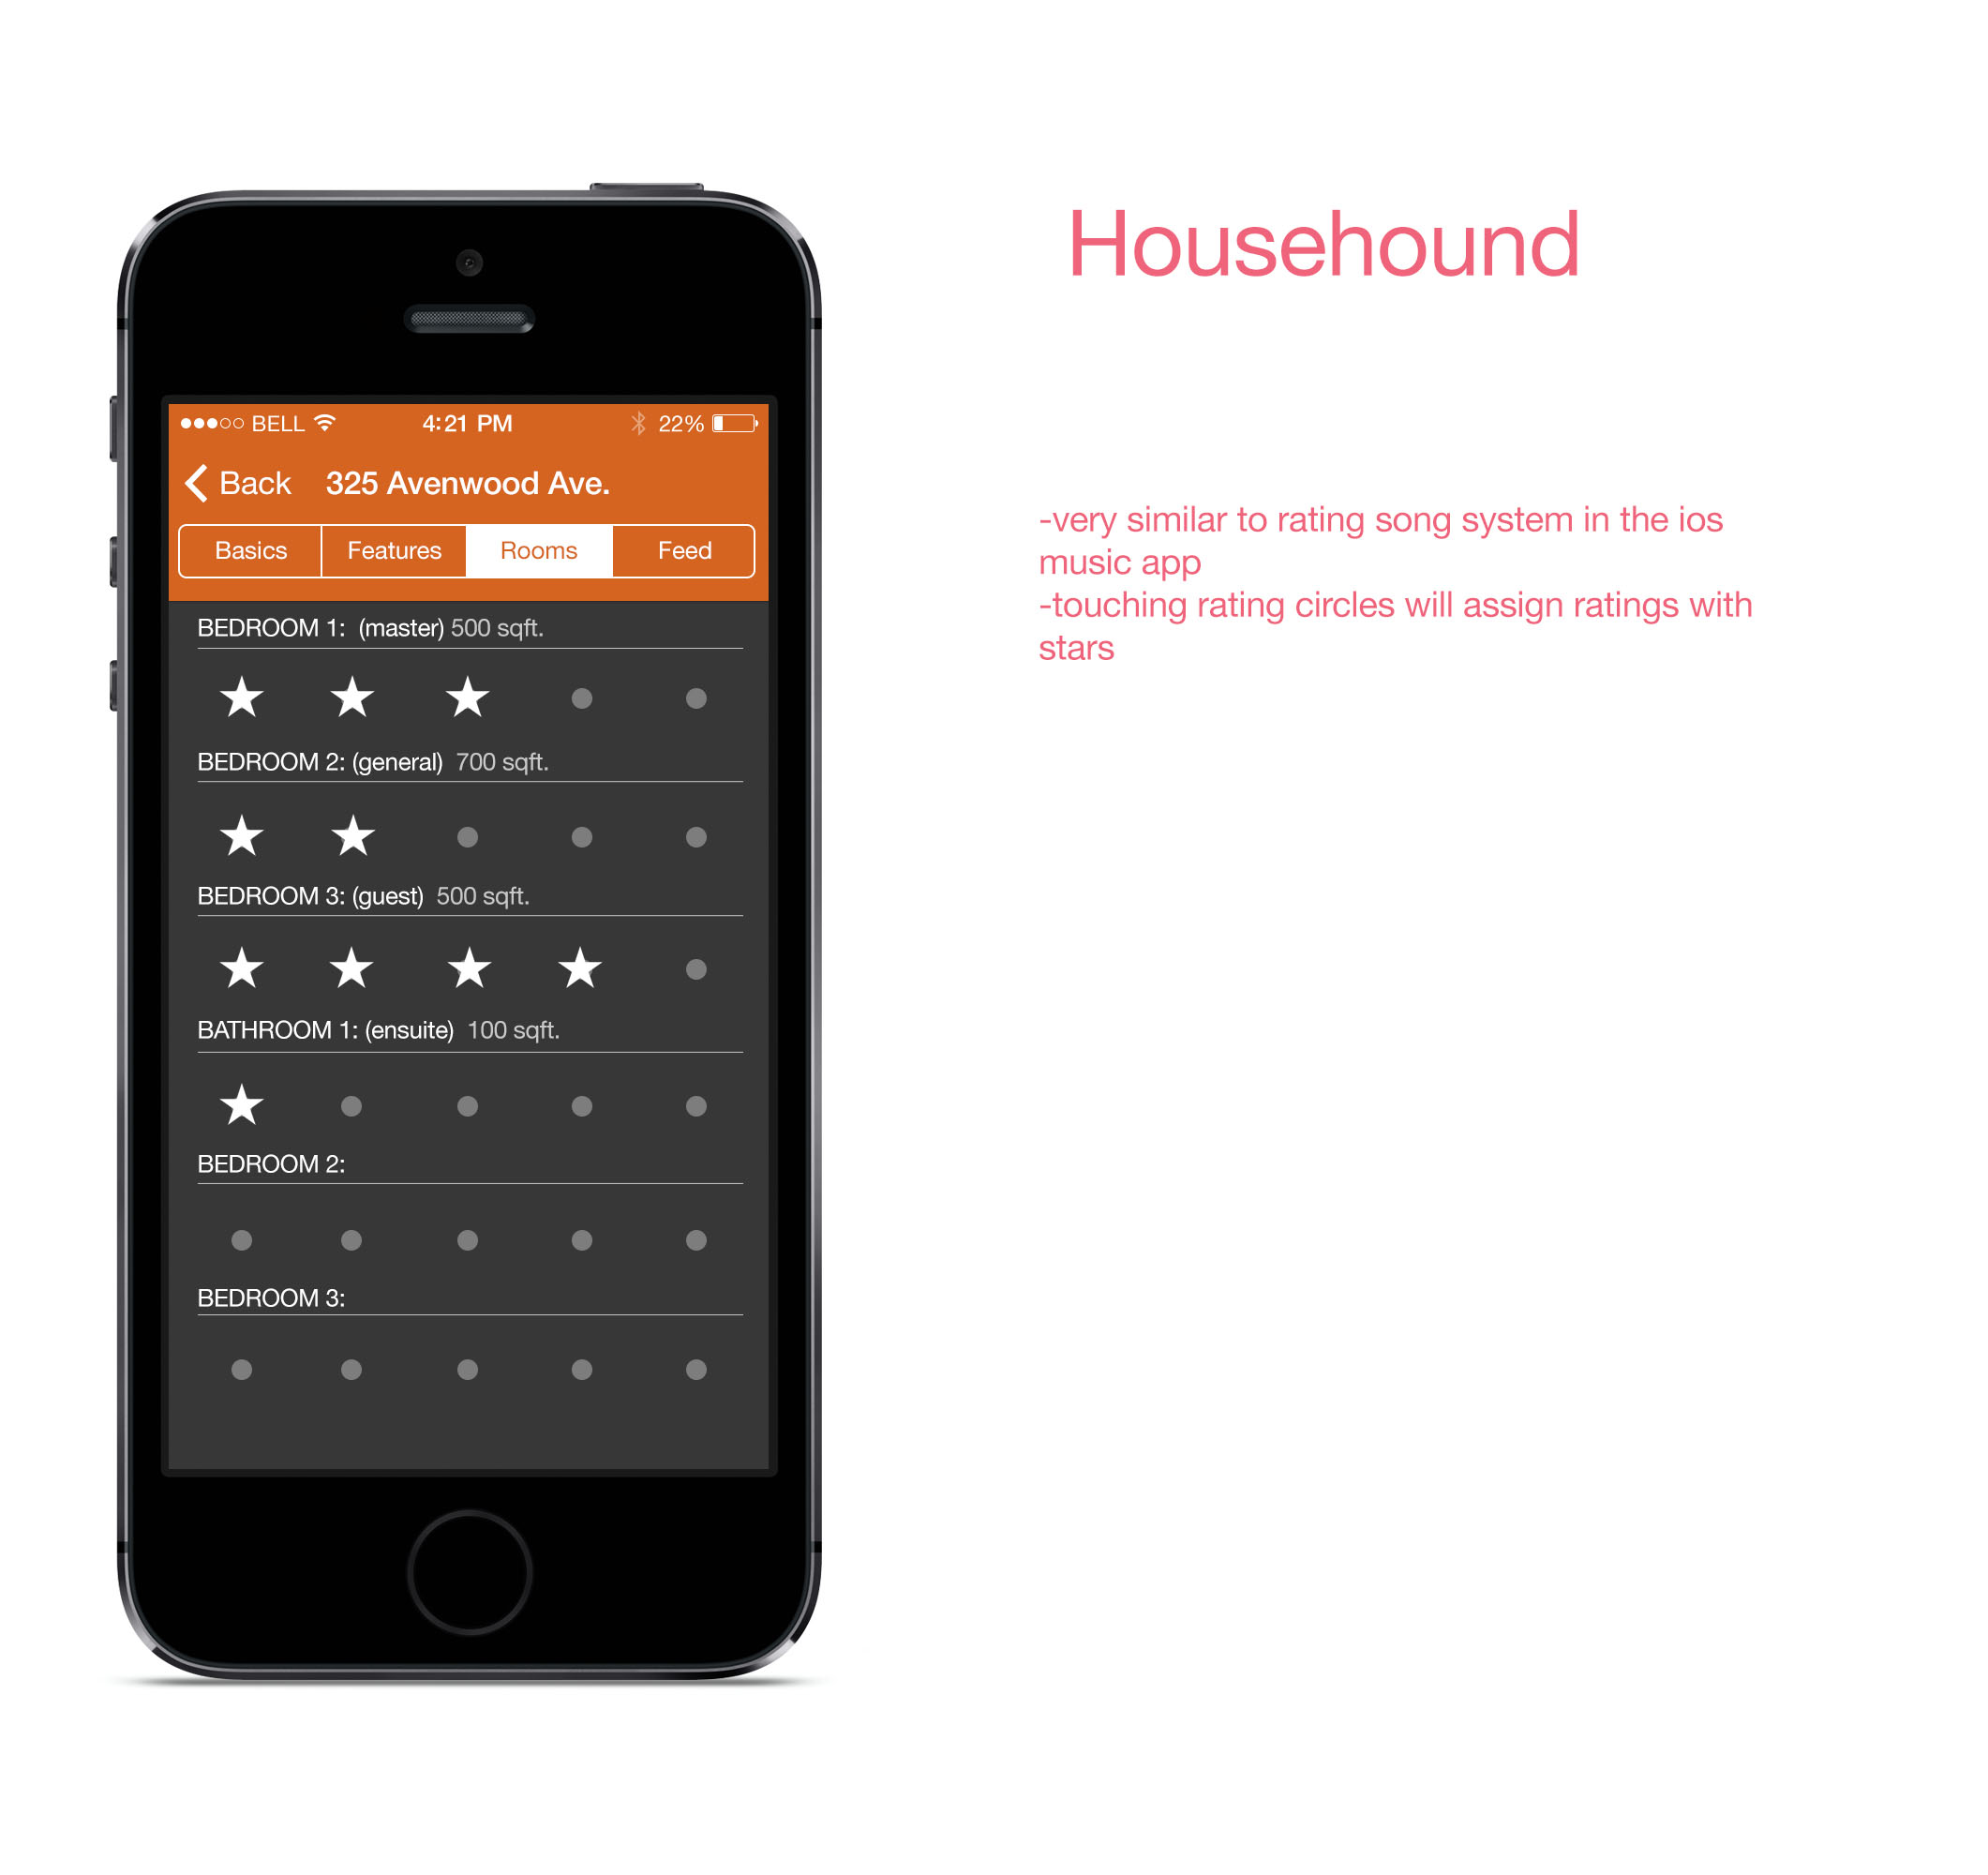 Househound
BELL 4:21 PM 22%
Back 325 Avenwood Ave.
Basics Features Rooms Feed
BEDROOM 1: (master) 500 sqft.
BEDROOM 2: (general) 700 sqft.
BEDROOM 3: (guest) 500 sqft.
BATHROOM 1: (ensuite) 100 sqft.
BEDROOM 2:
BEDROOM 3:
-very similar to rating song system in the ios
music app
-touching rating circles will assign ratings with
stars